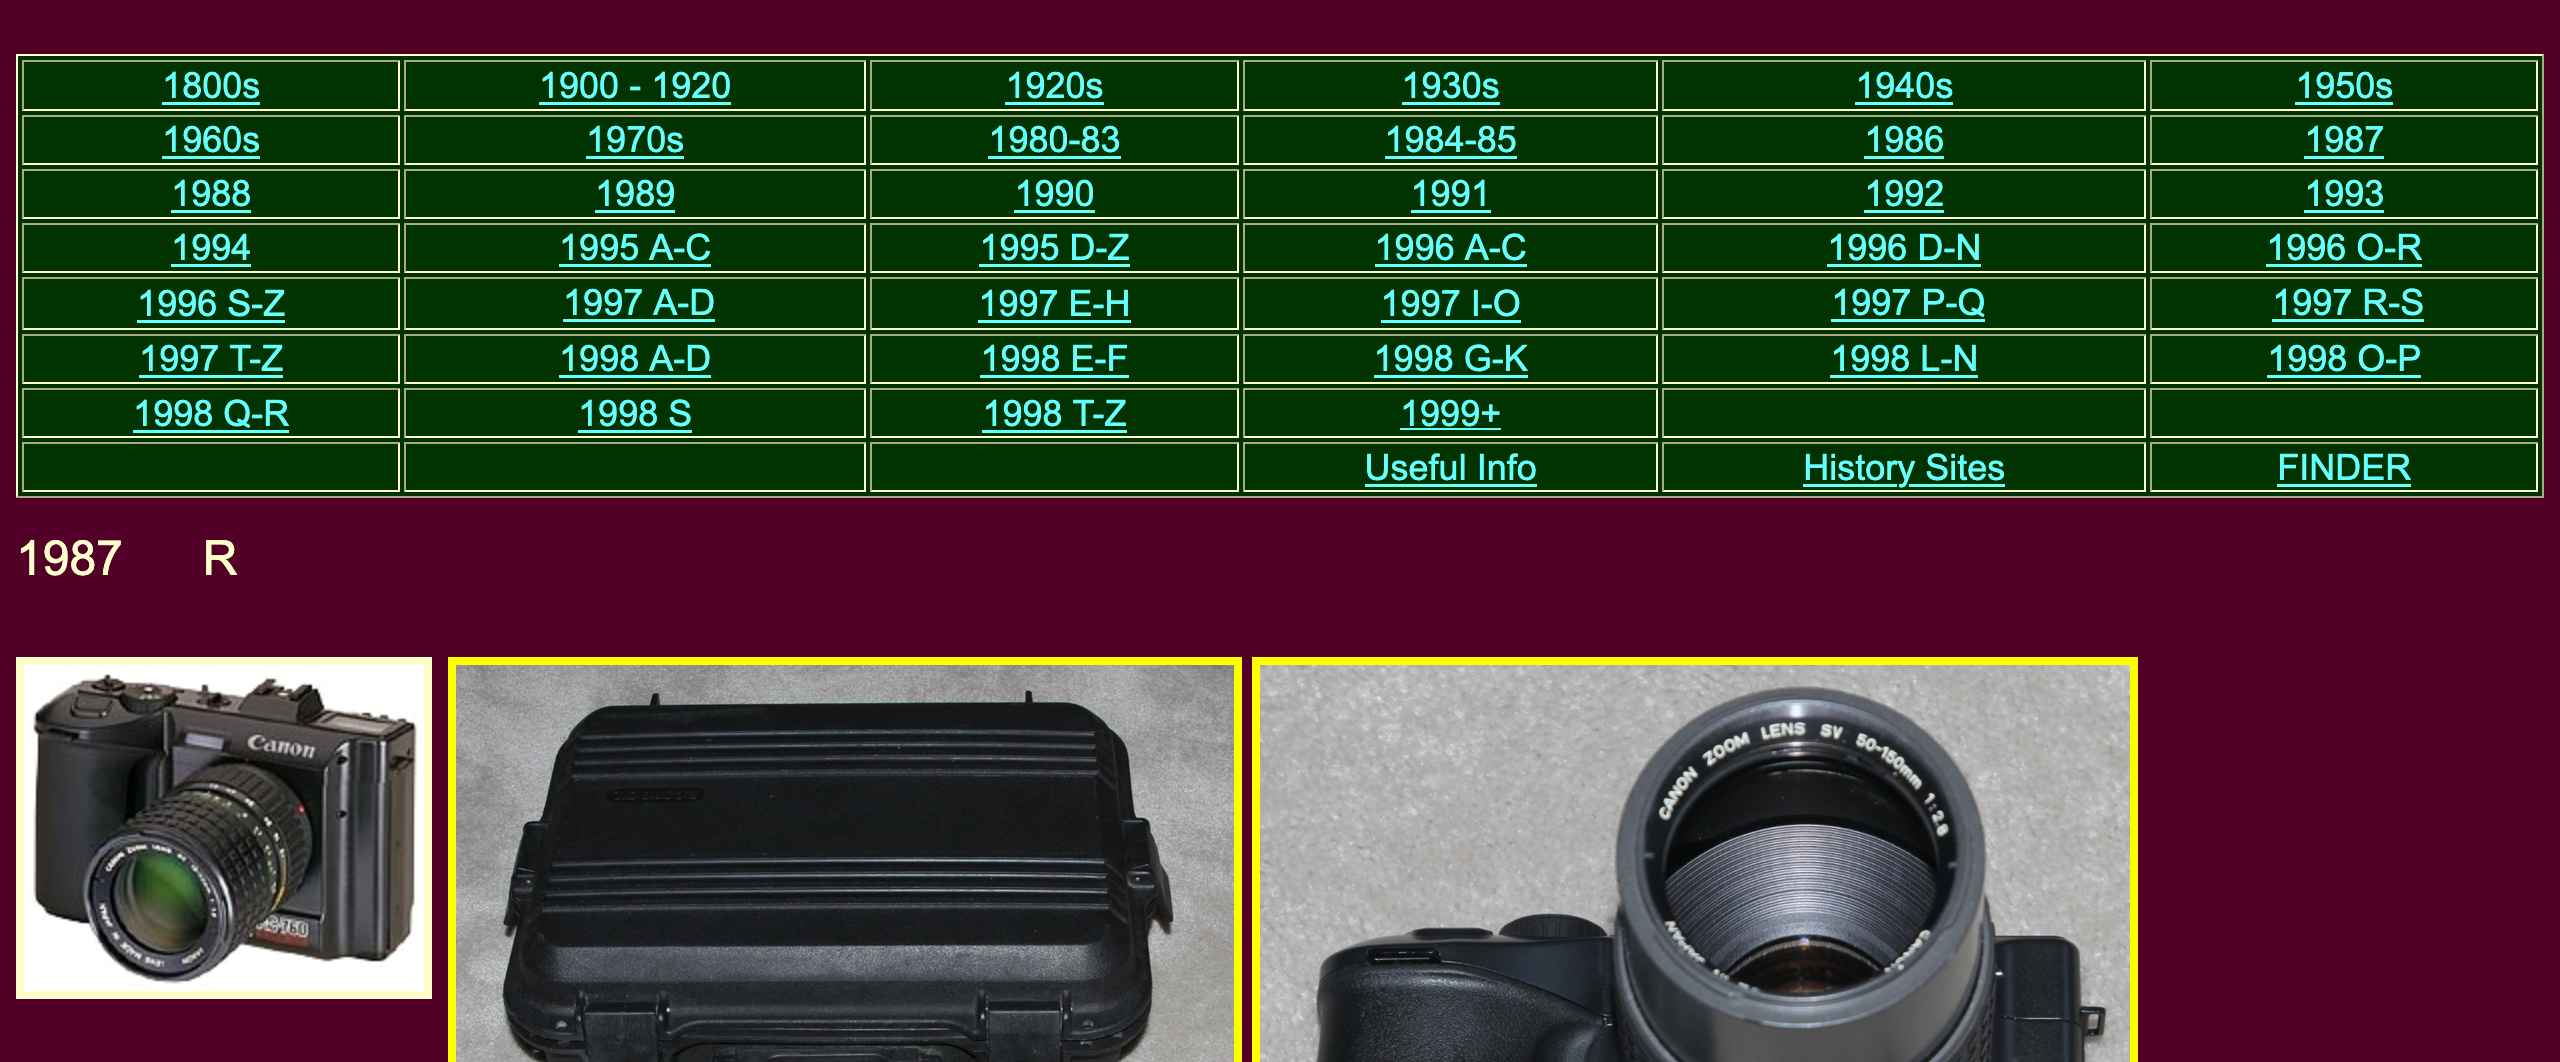 1800s 1900 - 1920 1920s 1930s 1940s 1950s
1960s 1970s 1980-83 1984-85 1986 1987
1988 1989 1990 1991 1992 1993
1994 1995 A-C 1995 D-Z 1996 A-C 1996 D-N 1996 O-R
1996 S-Z 1997 A-D 1997 E-H 1997 I-O 1997 P-Q 1997 R-S
1997 T-Z 1998 A-D 1998 E-F 1998 G-K 1998 L-N 1998 O-P
1998 Q-R 1998 S 1998 T-Z 1999+
Useful Info History Sites FINDER
1987 R
Canon
CANON ZOOM LENS SV 50-150mm 1:2.8